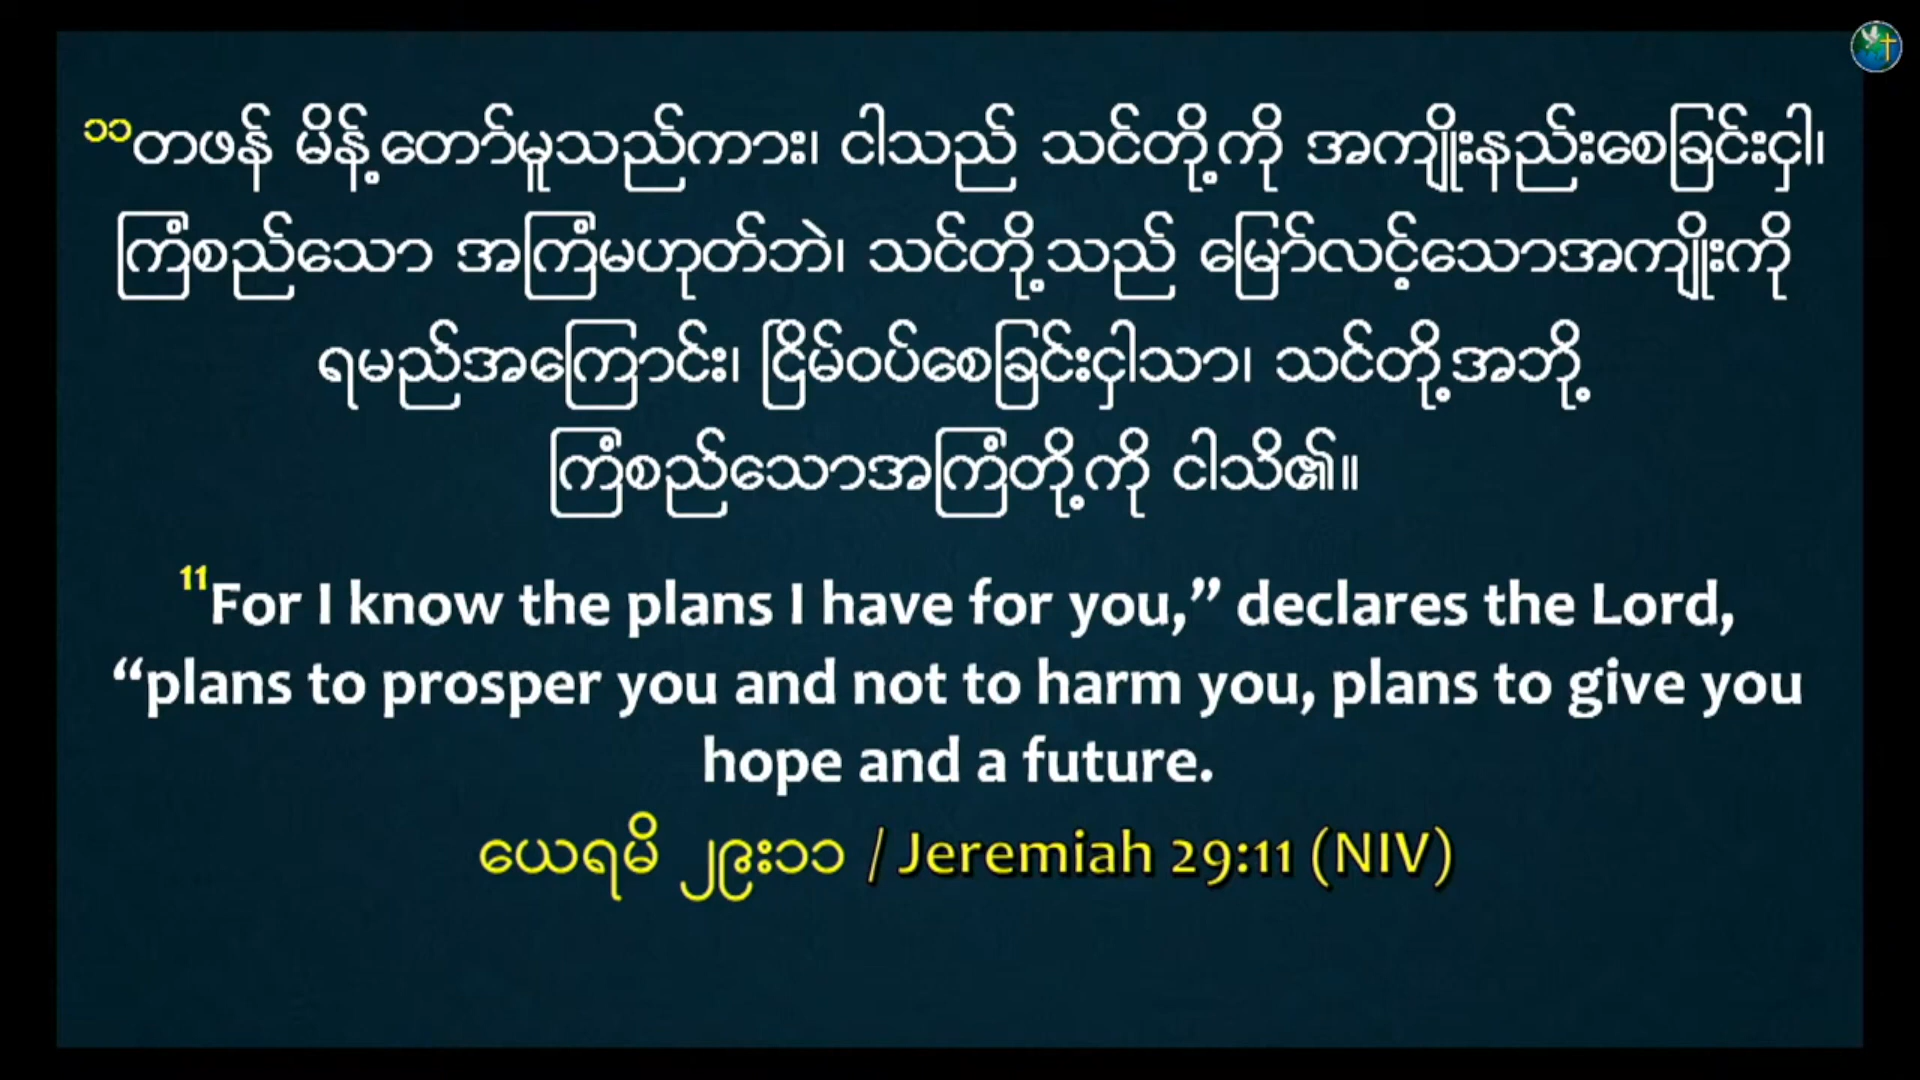 ၁၁တဖန် မိန့်တော်မူသည်ကား၊ ငါသည် သင်တို့ကို အကျိုးနည်းစေခြင်းငှါ၊
ကြံစည်သော အကြံမဟုတ်ဘဲ၊ သင်တို့သည် မြော်လင့်သောအကျိုးကို
ရမည်အကြောင်း၊ ငြိမ်ဝပ်စေခြင်းငှါသာ၊ သင်တို့အဘို့
ကြံစည်သောအကြံတို့ကို ငါသိ၏။
11For I know the plans I have for you,” declares the Lord,
“plans to prosper you and not to harm you, plans to give you
hope and a future.
ယေရမိ ၂၉:၁၁ / Jeremiah 29:11 (NIV)